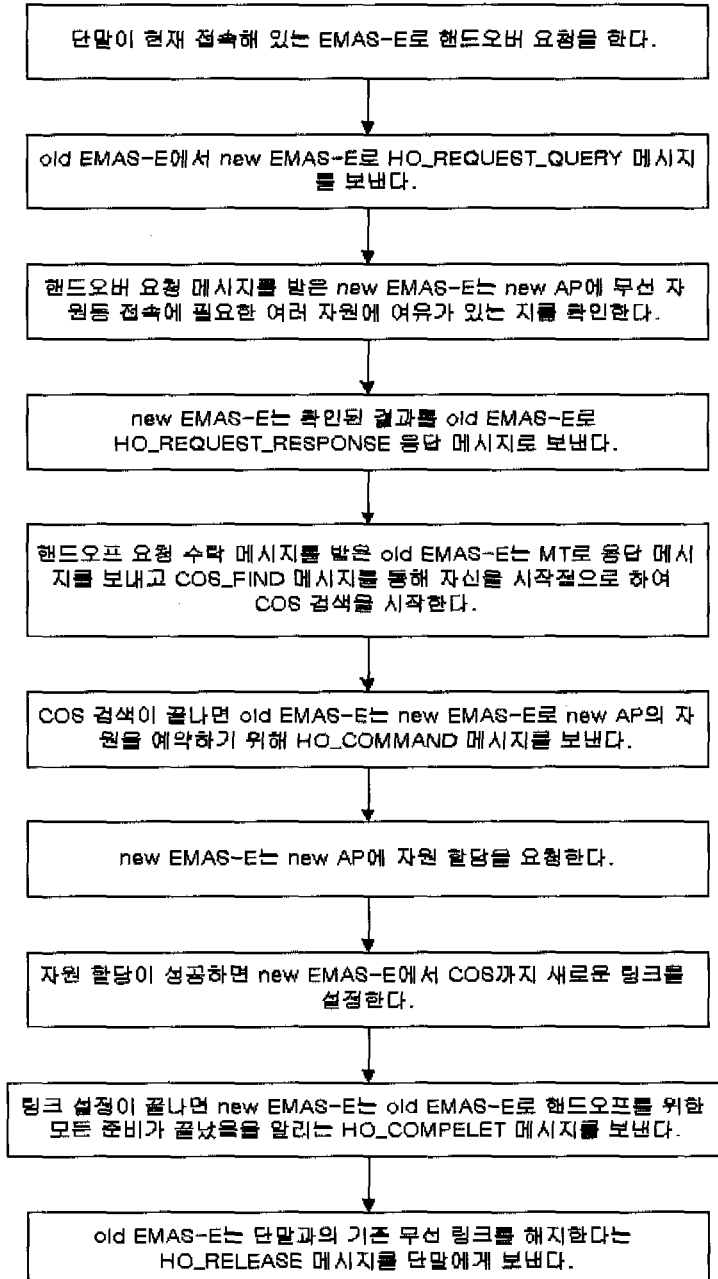 단말이 현재 접속해 있는 EMAS-E로 핸드오버 요청을 한다.
old EMAS-E에서 new EMAS-E로 HO_REQUEST_QUERY 메시지
를 보낸다.
핸드오버 요청 메시지를 받은 new EMAS-E는 new AP에 무선 자
원등 접속에 필요한 여러 자원에 여유가 있는 지를 확인한다.
new EMAS-E는 확인된 결과를 old EMAS-E로
HO_REQUEST_RESPONSE 응답 메시지로 보낸다.
핸드오프 요청 수락 메시지를 받은 old EMAS-E는 MT로 응답 메시
지를 보내고 COS_FIND 메시지를 통해 자신을 시작점으로 하여
COS 검색을 시작한다.
COS 검색이 끝나면 old EMAS-E는 new EMAS-E로 new AP의 자
원을 예약하기 위해 HO_COMMAND 메시지를 보낸다.
new EMAS-E는 new AP에 자원 할당을 요청한다.
자원 할당이 성공하면 new EMAS-E에서 COS까지 새로운 링크를
설정한다.
링크 설정이 끝나면 new EMAS-E는 old EMAS-E로 핸드오프를 위한
모든 준비가 끝났음을 알리는 HO_COMPELET 메시지를 보낸다.
old EMAS-E는 단말과의 기존 무선 링크를 해지한다는
HO_RELEASE 메시지를 단말에게 보낸다.